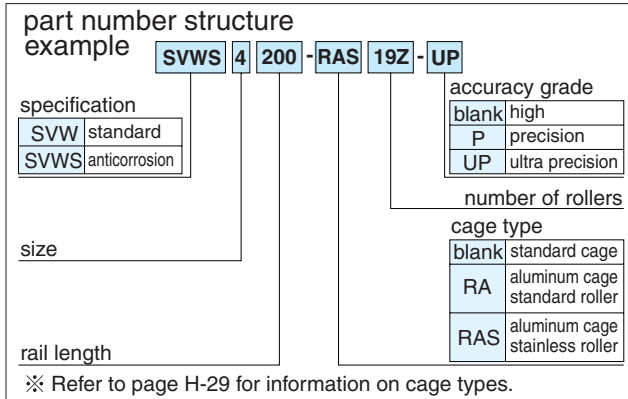 part number structure
example
SVWS 4 200 - RAS 19Z - UP
specification
SVW standard
SVWS anticorrosion
size
rail length
accuracy grade
blank high
P precision
UP ultra precision
number of rollers
cage type
blank standard cage
RA aluminum cage
standard roller
RAS aluminum cage
stainless roller
※ Refer to page H-29 for information on cage types.